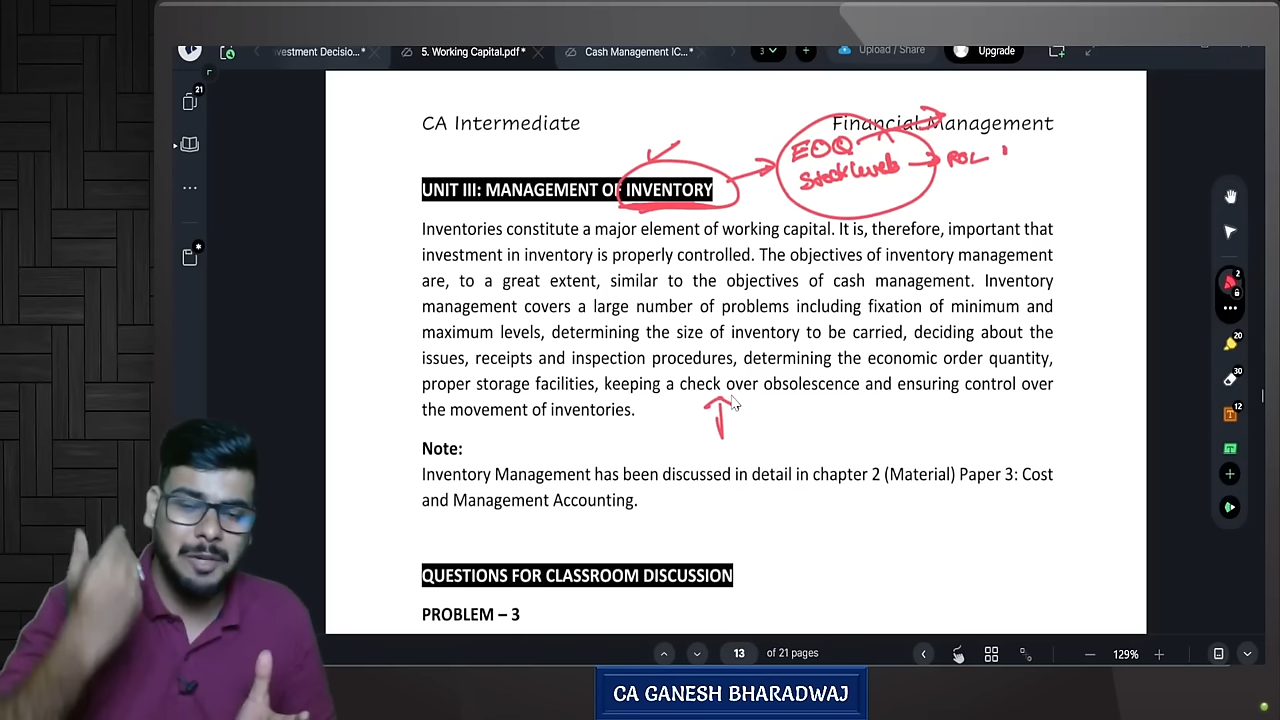 nvestment Decisio...*
5. Working Capital.pdf *
Cash Management IC...*
3
Upload / Share
Upgrade
21
CA Intermediate
Financial Management
EOQ
Stock Levels
ROL
UNIT III: MANAGEMENT OF INVENTORY
Inventories constitute a major element of working capital. It is, therefore, important that
investment in inventory is properly controlled. The objectives of inventory management
are, to a great extent, similar to the objectives of cash management. Inventory
management covers a large number of problems including fixation of minimum and
maximum levels, determining the size of inventory to be carried, deciding about the
issues, receipts and inspection procedures, determining the economic order quantity,
proper storage facilities, keeping a check over obsolescence and ensuring control over
the movement of inventories.
Note:
Inventory Management has been discussed in detail in chapter 2 (Material) Paper 3: Cost
and Management Accounting.
QUESTIONS FOR CLASSROOM DISCUSSION
PROBLEM – 3
2
20
30
12
13 of 21 pages
129%
CA GANESH BHARADWAJ